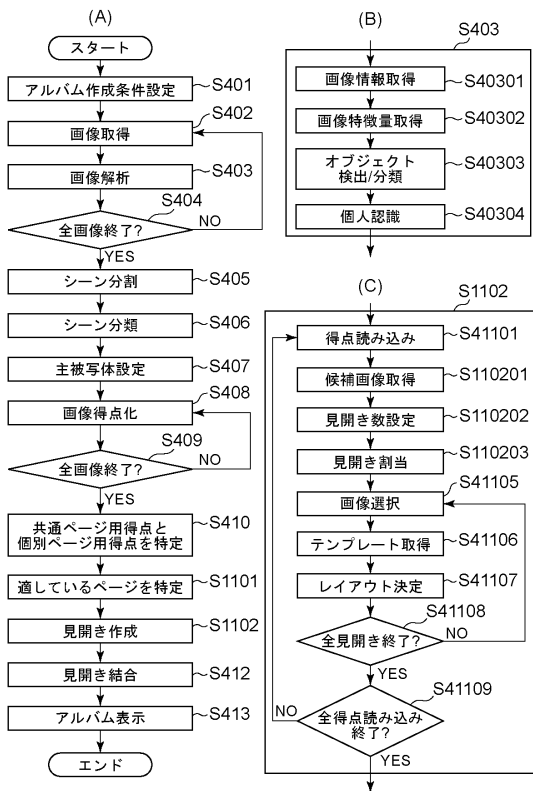 (A)
スタート
アルバム作成条件設定
S401
画像取得
S402
画像解析
S403
全画像終了?
S404
NO
YES
シーン分割
S405
シーン分類
S406
主被写体設定
S407
画像得点化
S408
全画像終了?
S409
NO
YES
共通ページ用得点と
個別ページ用得点を特定
S410
適しているページを特定
S1101
見開き作成
S1102
見開き結合
S412
アルバム表示
S413
エンド
(B)
S403
画像情報取得
S40301
画像特徴量取得
S40302
オブジェクト
検出/分類
S40303
個人認識
S40304
(C)
S1102
得点読み込み
S41101
候補画像取得
S110201
見開き数設定
S110202
見開き割当
S110203
画像選択
S41105
テンプレート取得
S41106
レイアウト決定
S41107
全見開き終了?
S41108
NO
YES
全得点読み込み
終了?
S41109
NO
YES